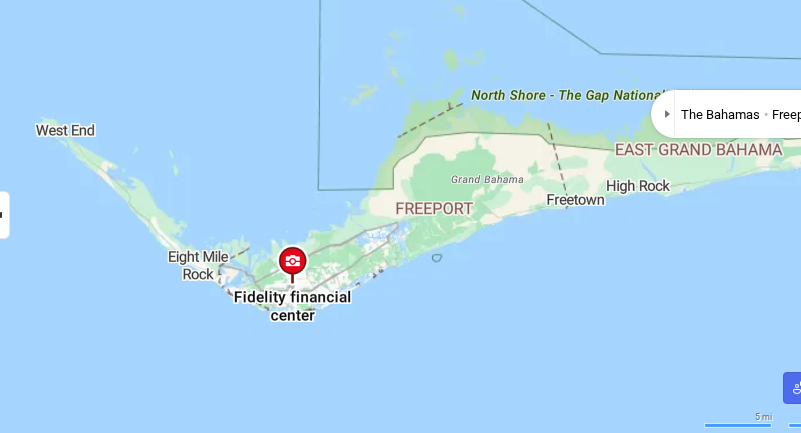 North Shore - The Gap National
The Bahamas • Freep
West End
EAST GRAND BAHAMA
Grand Bahama
High Rock
Freetown
FREEPORT
Eight Mile
Rock
Fidelity financial
center
5 mi